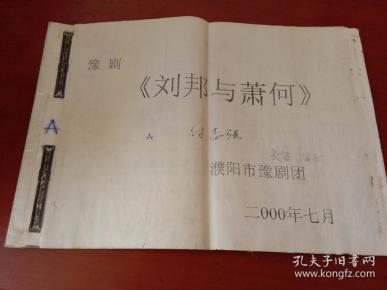 豫剧
《刘邦与萧何》
A
A
濮阳市豫剧团
二000年七月
孔夫子旧书网
www.kongfz.com